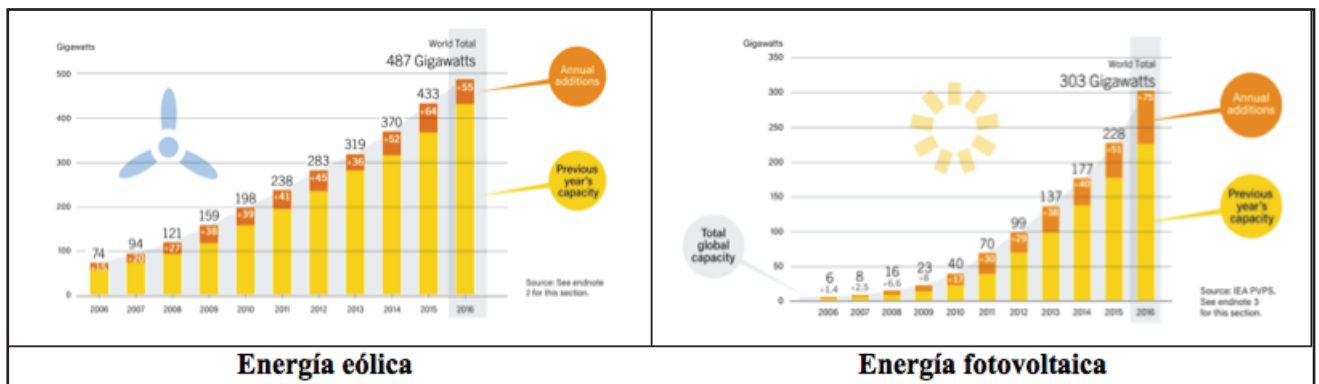 Gigawatts
World Total
487 Gigawatts
Annual
additions
500
400
300
200
100
0
74
94
121
159
198
238
283
319
370
433
+15
+20
+27
+38
+39
+41
+45
+36
+52
+64
+55
Previous
year's
capacity
Source: See endnote
2 for this section.
2006 2007 2008 2009 2010 2011 2012 2013 2014 2015 2016
Energía eólica
Gigawatts
World Total
303 Gigawatts
Annual
additions
350
300
250
200
150
100
50
0
6
8
16
23
40
70
99
137
177
228
+1.4
+2.5
+6.6
+8
+17
+30
+29
+38
+40
+51
+75
Previous
year's
capacity
Total
global
capacity
Source: IEA PVPS.
See endnote 3
for this section.
2006 2007 2008 2009 2010 2011 2012 2013 2014 2015 2016
Energía fotovoltaica